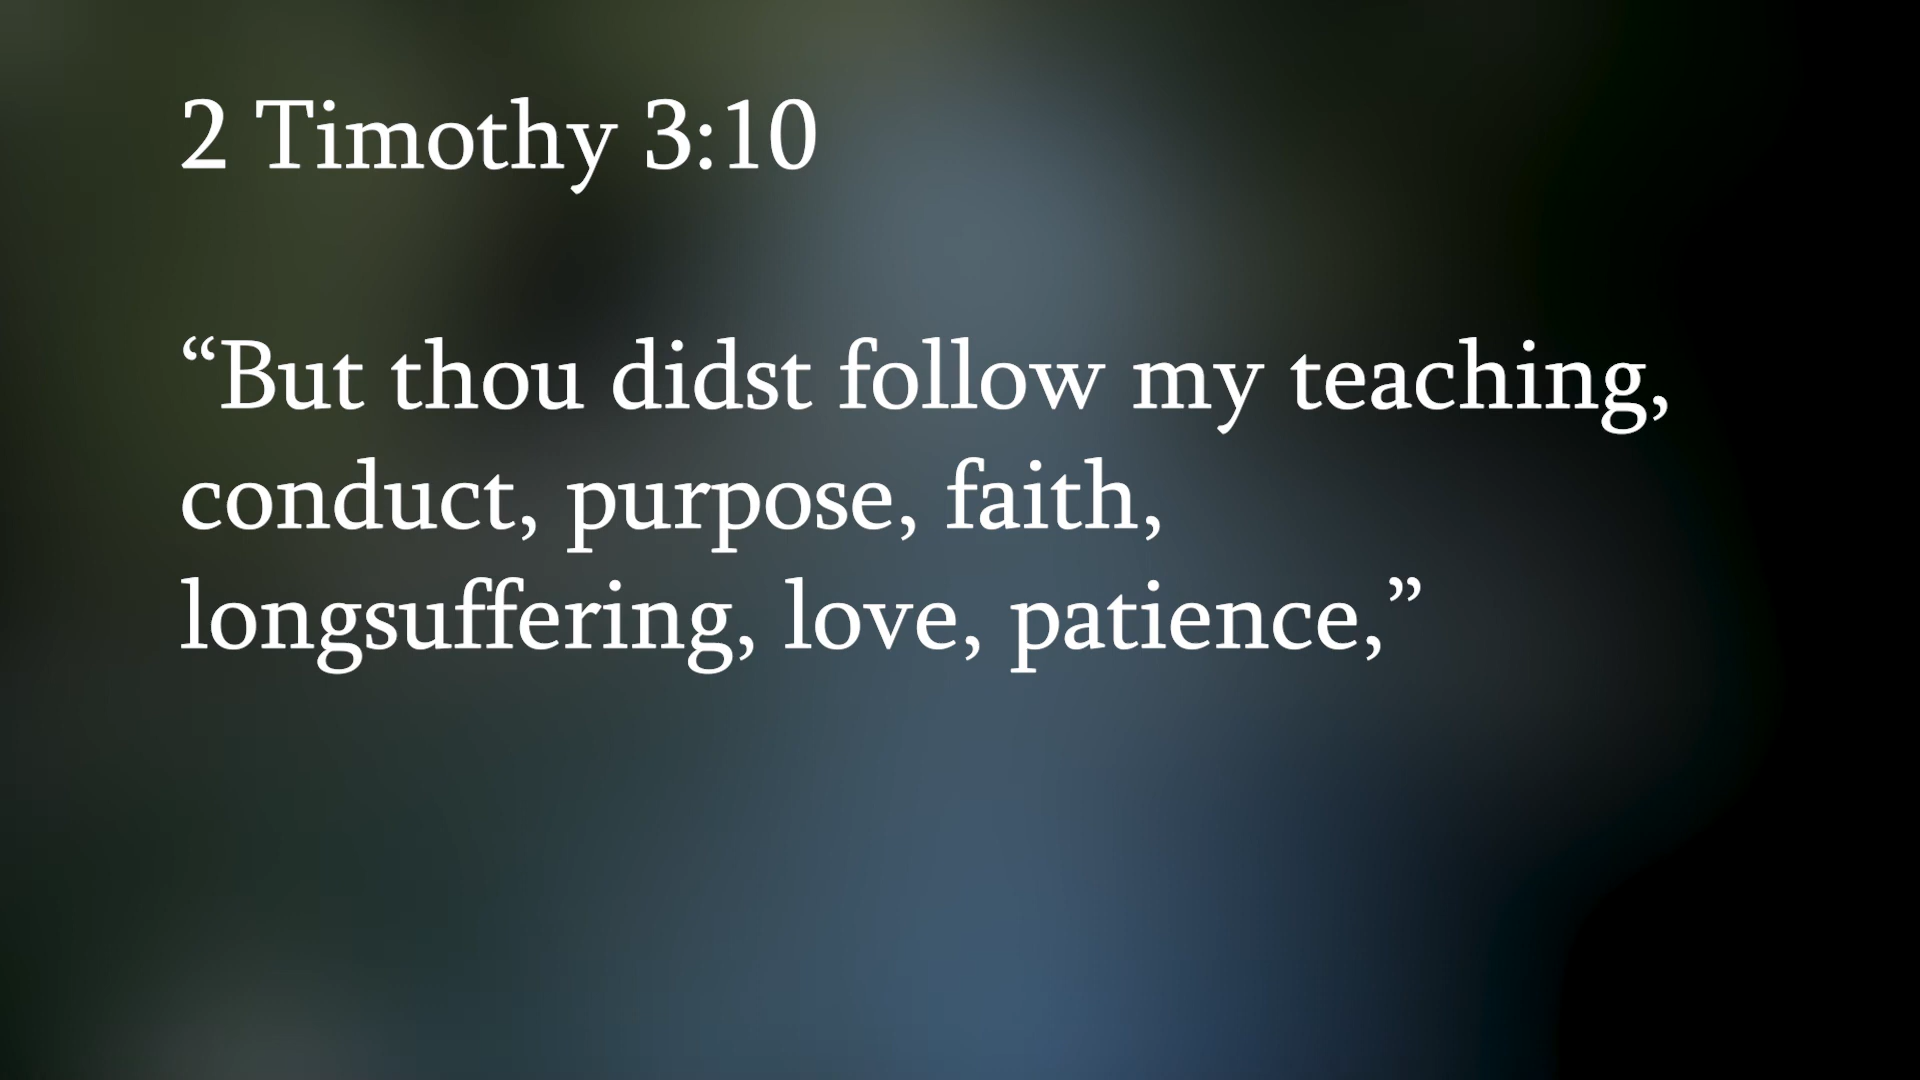 2 Timothy 3:10
“But thou didst follow my teaching,
conduct, purpose, faith,
longsuffering, love, patience,”